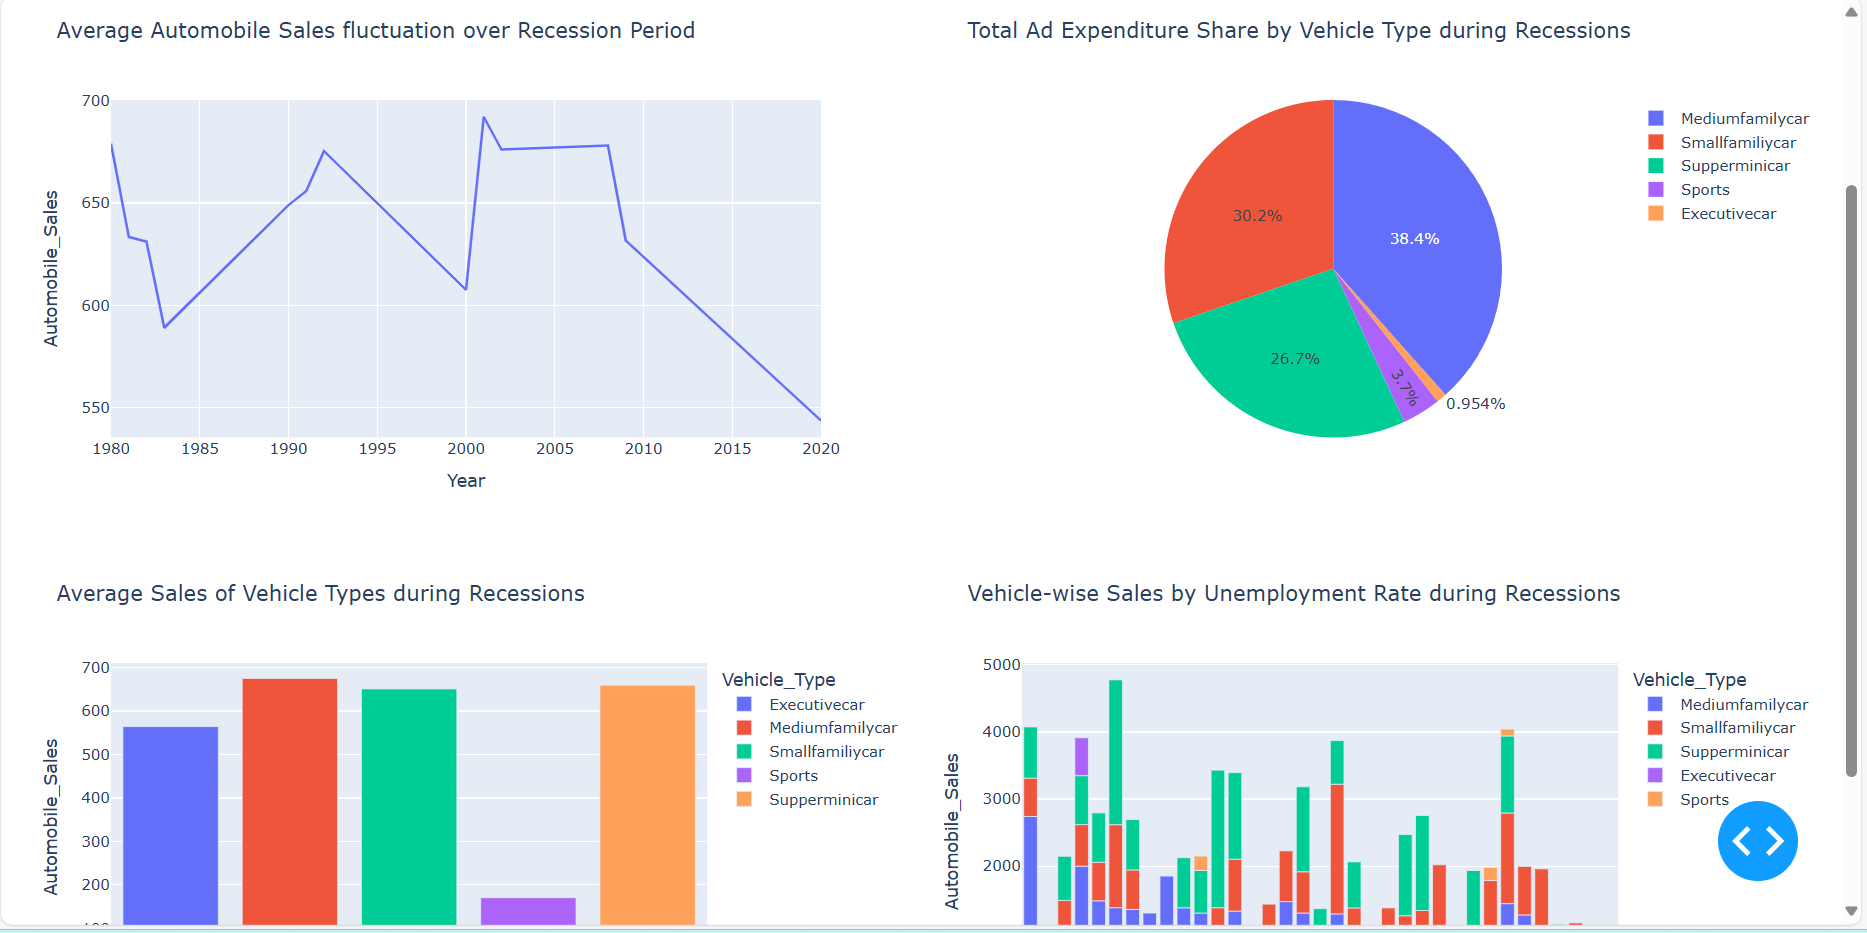 Average Automobile Sales fluctuation over Recession Period
700
650
600
550
Automobile_Sales
1980 1985 1990 1995 2000 2005 2010 2015 2020
Year
Total Ad Expenditure Share by Vehicle Type during Recessions
30.2%
38.4%
26.7%
3.7%
0.954%
Mediumfamilycar
Smallfamiliycar
Supperminicar
Sports
Executivecar
Average Sales of Vehicle Types during Recessions
700
600
500
400
300
200
Automobile_Sales
Vehicle_Type
Executivecar
Mediumfamilycar
Smallfamiliycar
Sports
Supperminicar
Vehicle-wise Sales by Unemployment Rate during Recessions
5000
4000
3000
2000
Automobile_Sales
Vehicle_Type
Mediumfamilycar
Smallfamiliycar
Supperminicar
Executivecar
Sports